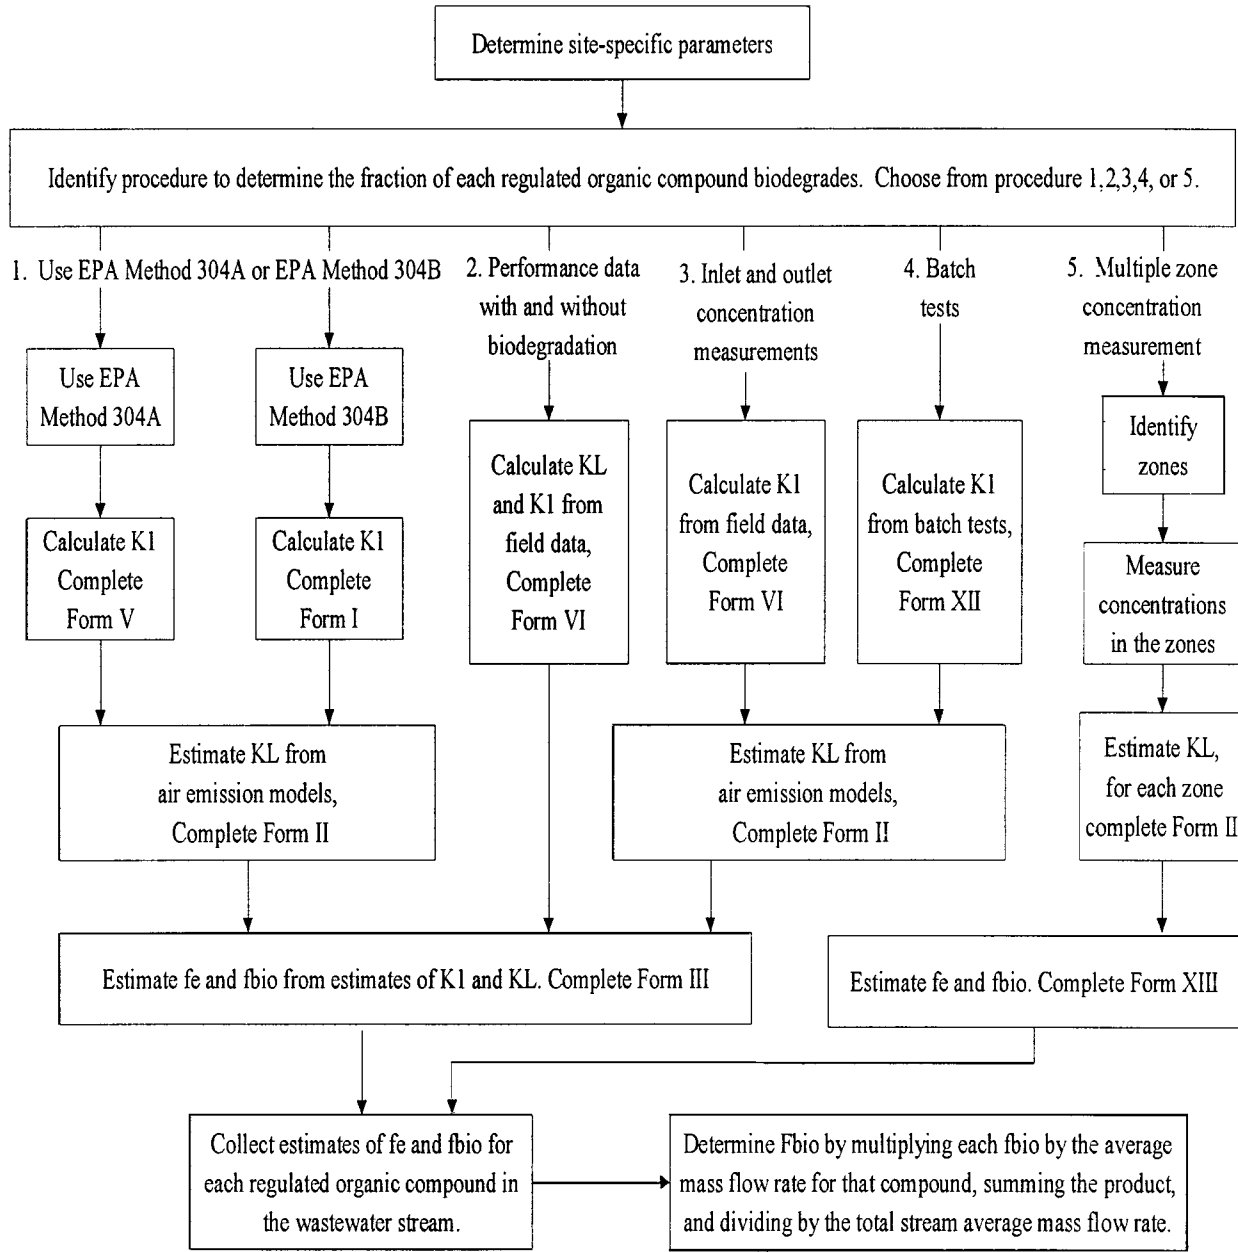 Determine site-specific parameters
Identify procedure to determine the fraction of each regulated organic compound biodegrades. Choose from procedure 1,2,3,4, or 5.
1. Use EPA Method 304A or EPA Method 304B
Use EPA
Method 304A
Use EPA
Method 304B
Calculate K1
Complete
Form V
Calculate K1
Complete
Form I
Estimate KL from
air emission models,
Complete Form II
2. Performance data
with and without
biodegradation
Calculate KL
and K1 from
field data,
Complete
Form VI
3. Inlet and outlet
concentration
measurements
Calculate K1
from field data,
Complete
Form VI
4. Batch
tests
Calculate K1
from batch tests,
Complete
Form XII
Estimate KL from
air emission models,
Complete Form II
5. Multiple zone
concentration
measurement
Identify
zones
Measure
concentrations
in the zones
Estimate KL,
for each zone
complete Form II
Estimate fe and fbio from estimates of K1 and KL. Complete Form III
Estimate fe and fbio. Complete Form XIII
Collect estimates of fe and fbio for
each regulated organic compound in
the wastewater stream.
Determine Fbio by multiplying each fbio by the average
mass flow rate for that compound, summing the product,
and dividing by the total stream average mass flow rate.